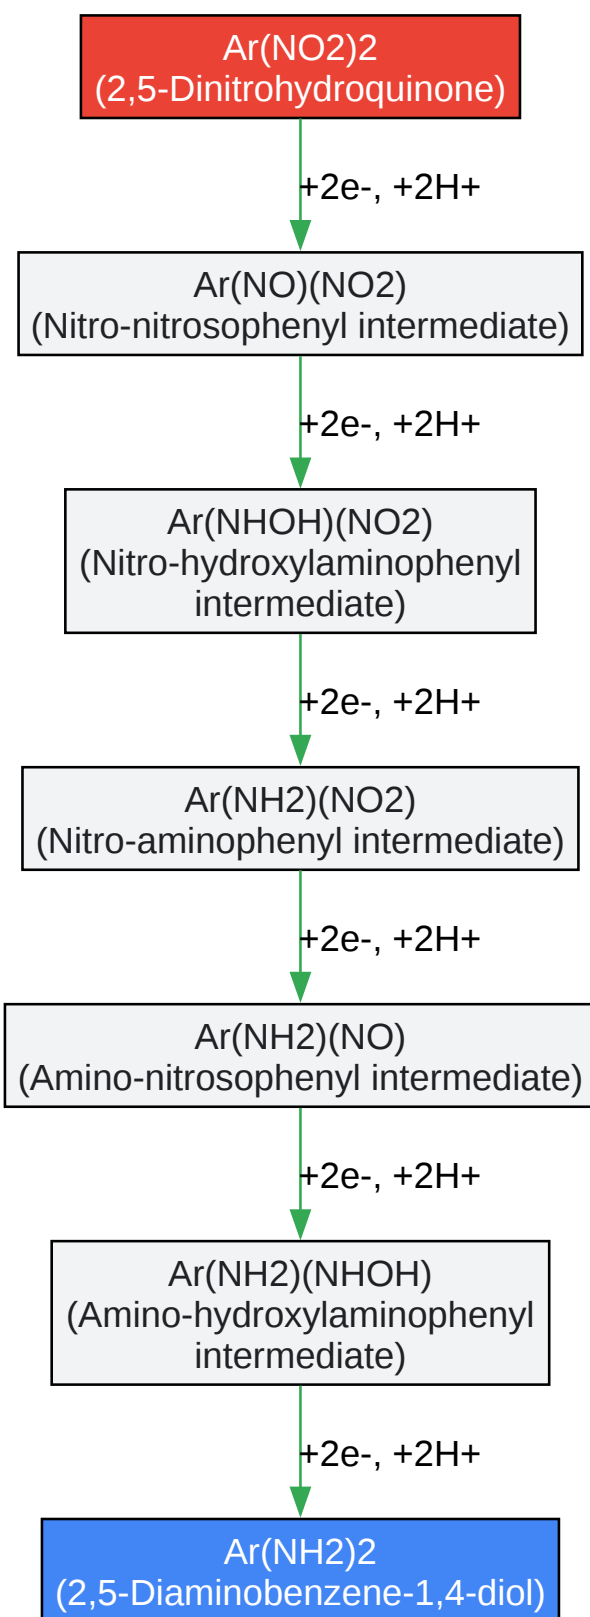 Ar(NO2)2
(2,5-Dinitrohydroquinone)
+2e-, +2H+
Ar(NO)(NO2)
(Nitro-nitrosophenyl intermediate)
+2e-, +2H+
Ar(NHOH)(NO2)
(Nitro-hydroxylaminophenyl
intermediate)
+2e-, +2H+
Ar(NH2)(NO2)
(Nitro-aminophenyl intermediate)
+2e-, +2H+
Ar(NH2)(NO)
(Amino-nitrosophenyl intermediate)
+2e-, +2H+
Ar(NH2)(NHOH)
(Amino-hydroxylaminophenyl
intermediate)
+2e-, +2H+
Ar(NH2)2
(2,5-Diaminobenzene-1,4-diol)